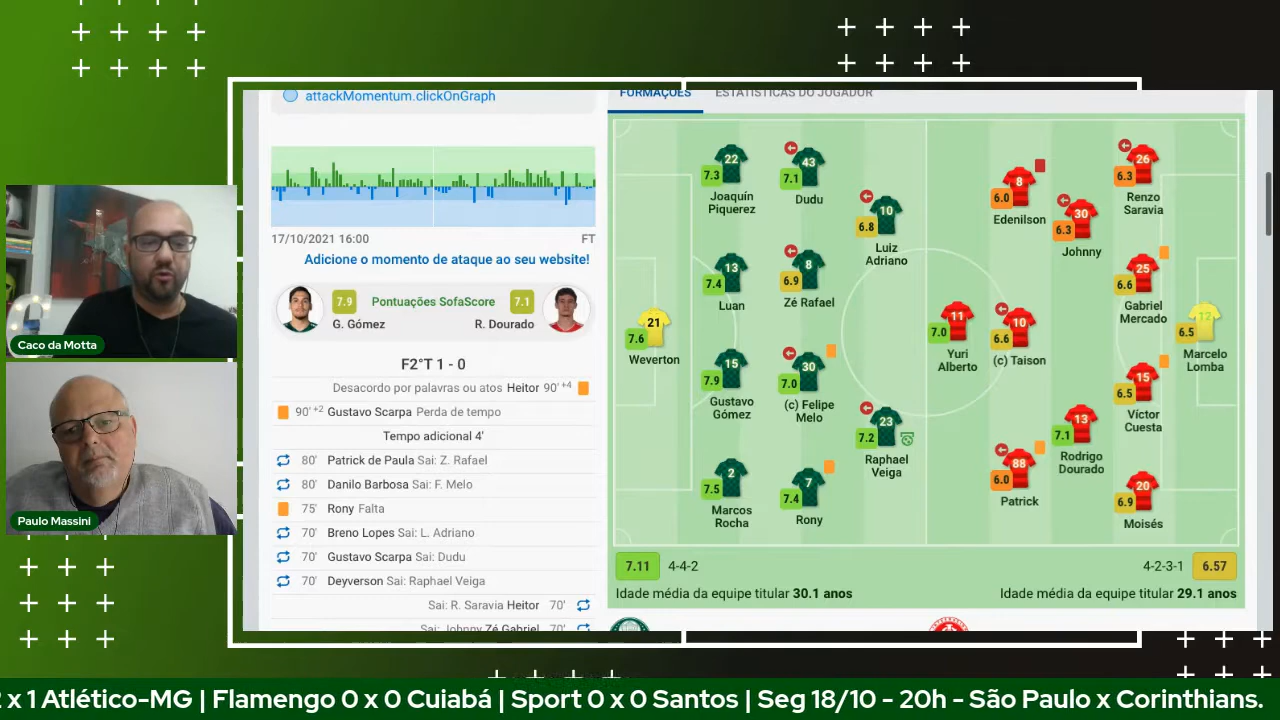 attackMomentum.clickOnGraph
17/10/2021 16:00 FT
Adicione o momento de ataque ao seu website!
7.9 Pontuações SofaScore 7.1
G. Gómez R. Dourado
F2°T 1 - 0
Desacordo por palavras ou atos Heitor 90' +4
90' +2 Gustavo Scarpa Perda de tempo
Tempo adicional 4'
80' Patrick de Paula Sai: Z. Rafael
80' Danilo Barbosa Sai: F. Melo
75' Rony Falta
70' Breno Lopes Sai: L. Adriano
70' Gustavo Scarpa Sai: Dudu
70' Deyverson Sai: Raphael Veiga
Sai: R. Saravia Heitor 70'
Sai: Johnny Zé Gabriel 70'
FORMAÇÕES ESTATÍSTICAS DO JOGADOR
21
7.6
Weverton
22
7.3
Joaquín
Piquerez
13
7.4
Luan
15
7.9
Gustavo
Gómez
2
7.5
Marcos
Rocha
43
7.1
Dudu
8
6.9
Zé Rafael
30
7.0
(c) Felipe
Melo
7
7.4
Rony
10
6.8
Luiz
Adriano
23
7.2
Raphael
Veiga
11
7.0
Yuri
Alberto
8
6.0
Edenilson
10
6.6
(c) Taison
88
6.0
Patrick
30
6.3
Johnny
13
7.1
Rodrigo
Dourado
26
6.3
Renzo
Saravia
25
6.6
Gabriel
Mercado
15
6.5
Víctor
Cuesta
20
6.9
Moisés
12
6.5
Marcelo
Lomba
7.11 4-4-2 4-2-3-1 6.57
Idade média da equipe titular 30.1 anos Idade média da equipe titular 29.1 anos
Caco da Motta
Paulo Massini
2 x 1 Atlético-MG | Flamengo 0 x 0 Cuiabá | Sport 0 x 0 Santos | Seg 18/10 - 20h - São Paulo x Corinthians.